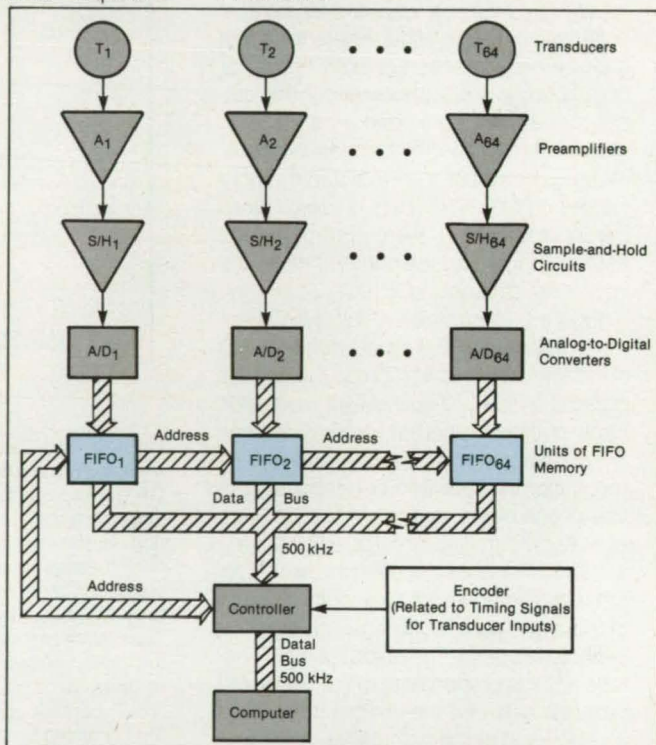 T1 T2 • • • T64 Transducers
A1 A2 • • • A64 Preamplifiers
S/H1 S/H2 • • • S/H64 Sample-and-Hold
Circuits
A/D1 A/D2 • • • A/D64 Analog-to-Digital
Converters
Address Address
FIFO1 FIFO2 FIFO64 Units of FIFO
Memory
Data Bus
500 kHz
Address
Controller
Encoder
(Related to Timing Signals
for Transducer Inputs)
Datal
Bus
500 kHz
Computer